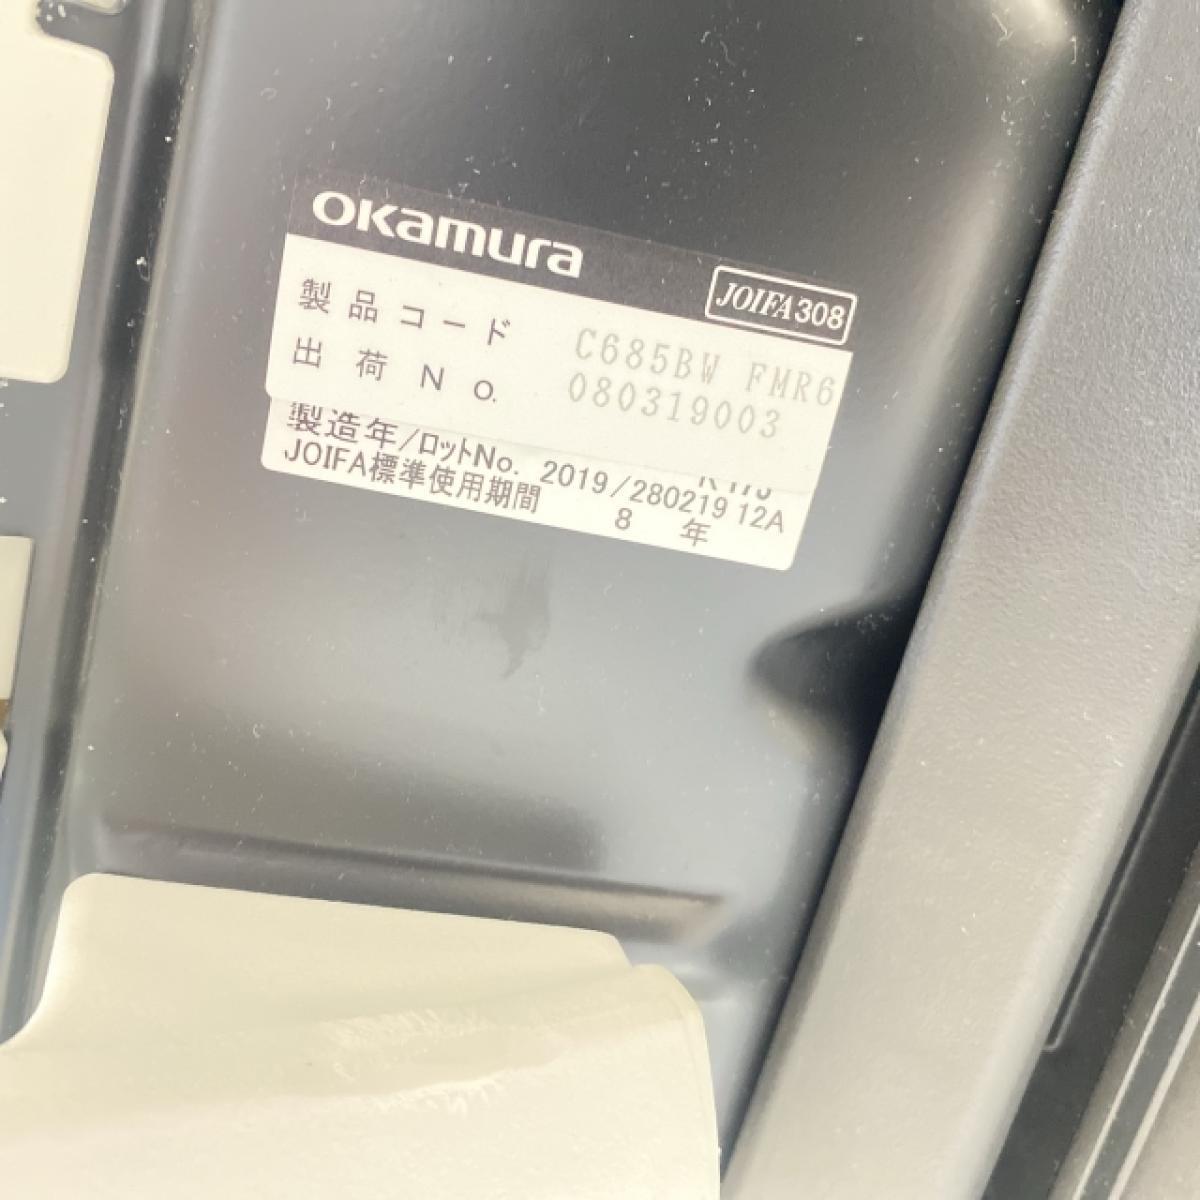 OKamura
JOIFA308
製品コード C685BW FMR6
出荷NO. 080319003
製造年/ロットNo. 2019/280219 12A
JOIFA標準使用期間 8 年